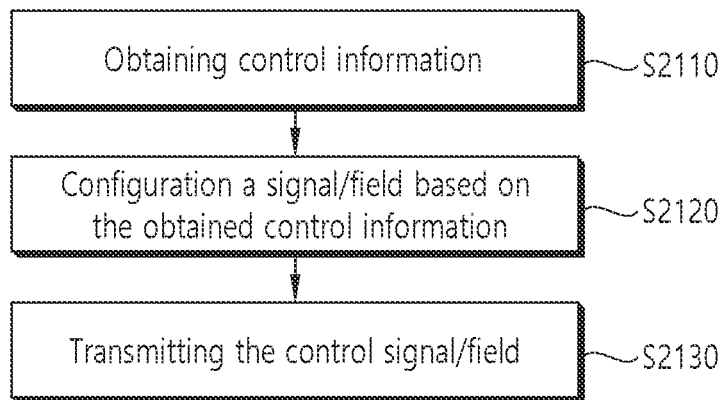 Obtaining control information
S2110
Configuration a signal/field based on
the obtained control information
S2120
Transmitting the control signal/field
S2130